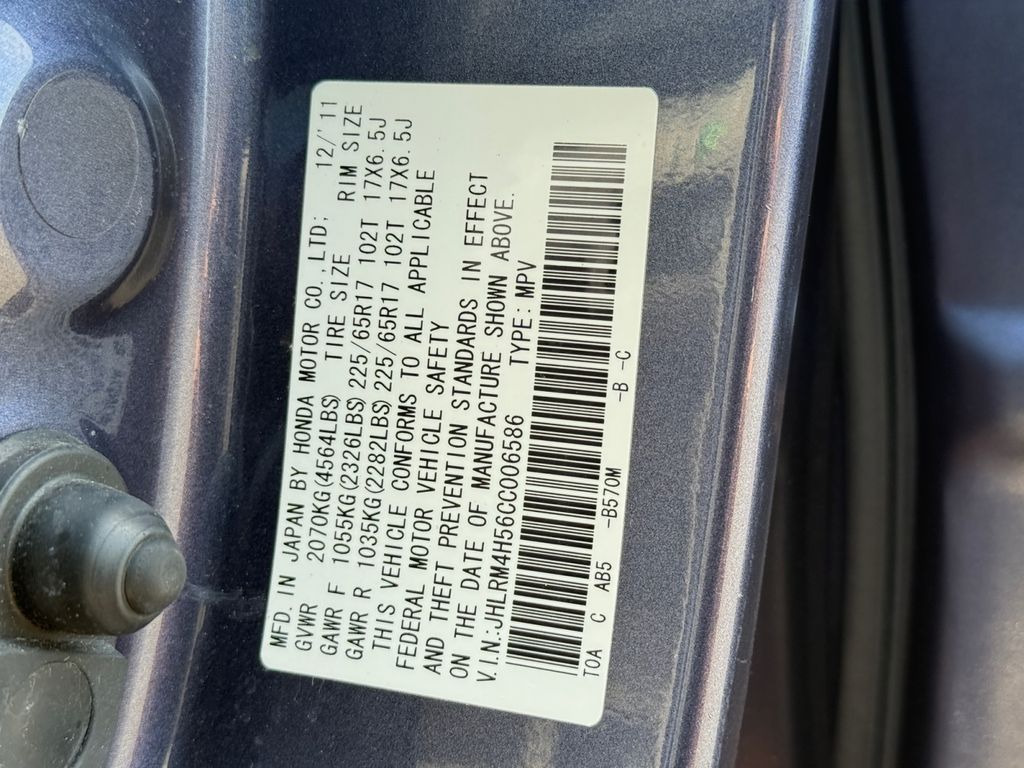 MFD. IN JAPAN BY HONDA MOTOR CO.,LTD; 12/'11
GVWR 2070KG(4564LBS) TIRE SIZE RIM SIZE
GAWR F 1055KG(2326LBS) 225/65R17 102T 17X6.5J
GAWR R 1035KG(2282LBS) 225/65R17 102T 17X6.5J
THIS VEHICLE CONFORMS TO ALL APPLICABLE
FEDERAL MOTOR VEHICLE SAFETY
AND THEFT PREVENTION STANDARDS IN EFFECT
ON THE DATE OF MANUFACTURE SHOWN ABOVE.
V.I.N.:JHLRM4H56CC006586 TYPE:MPV
T0A C AB5 -B570M -B -C